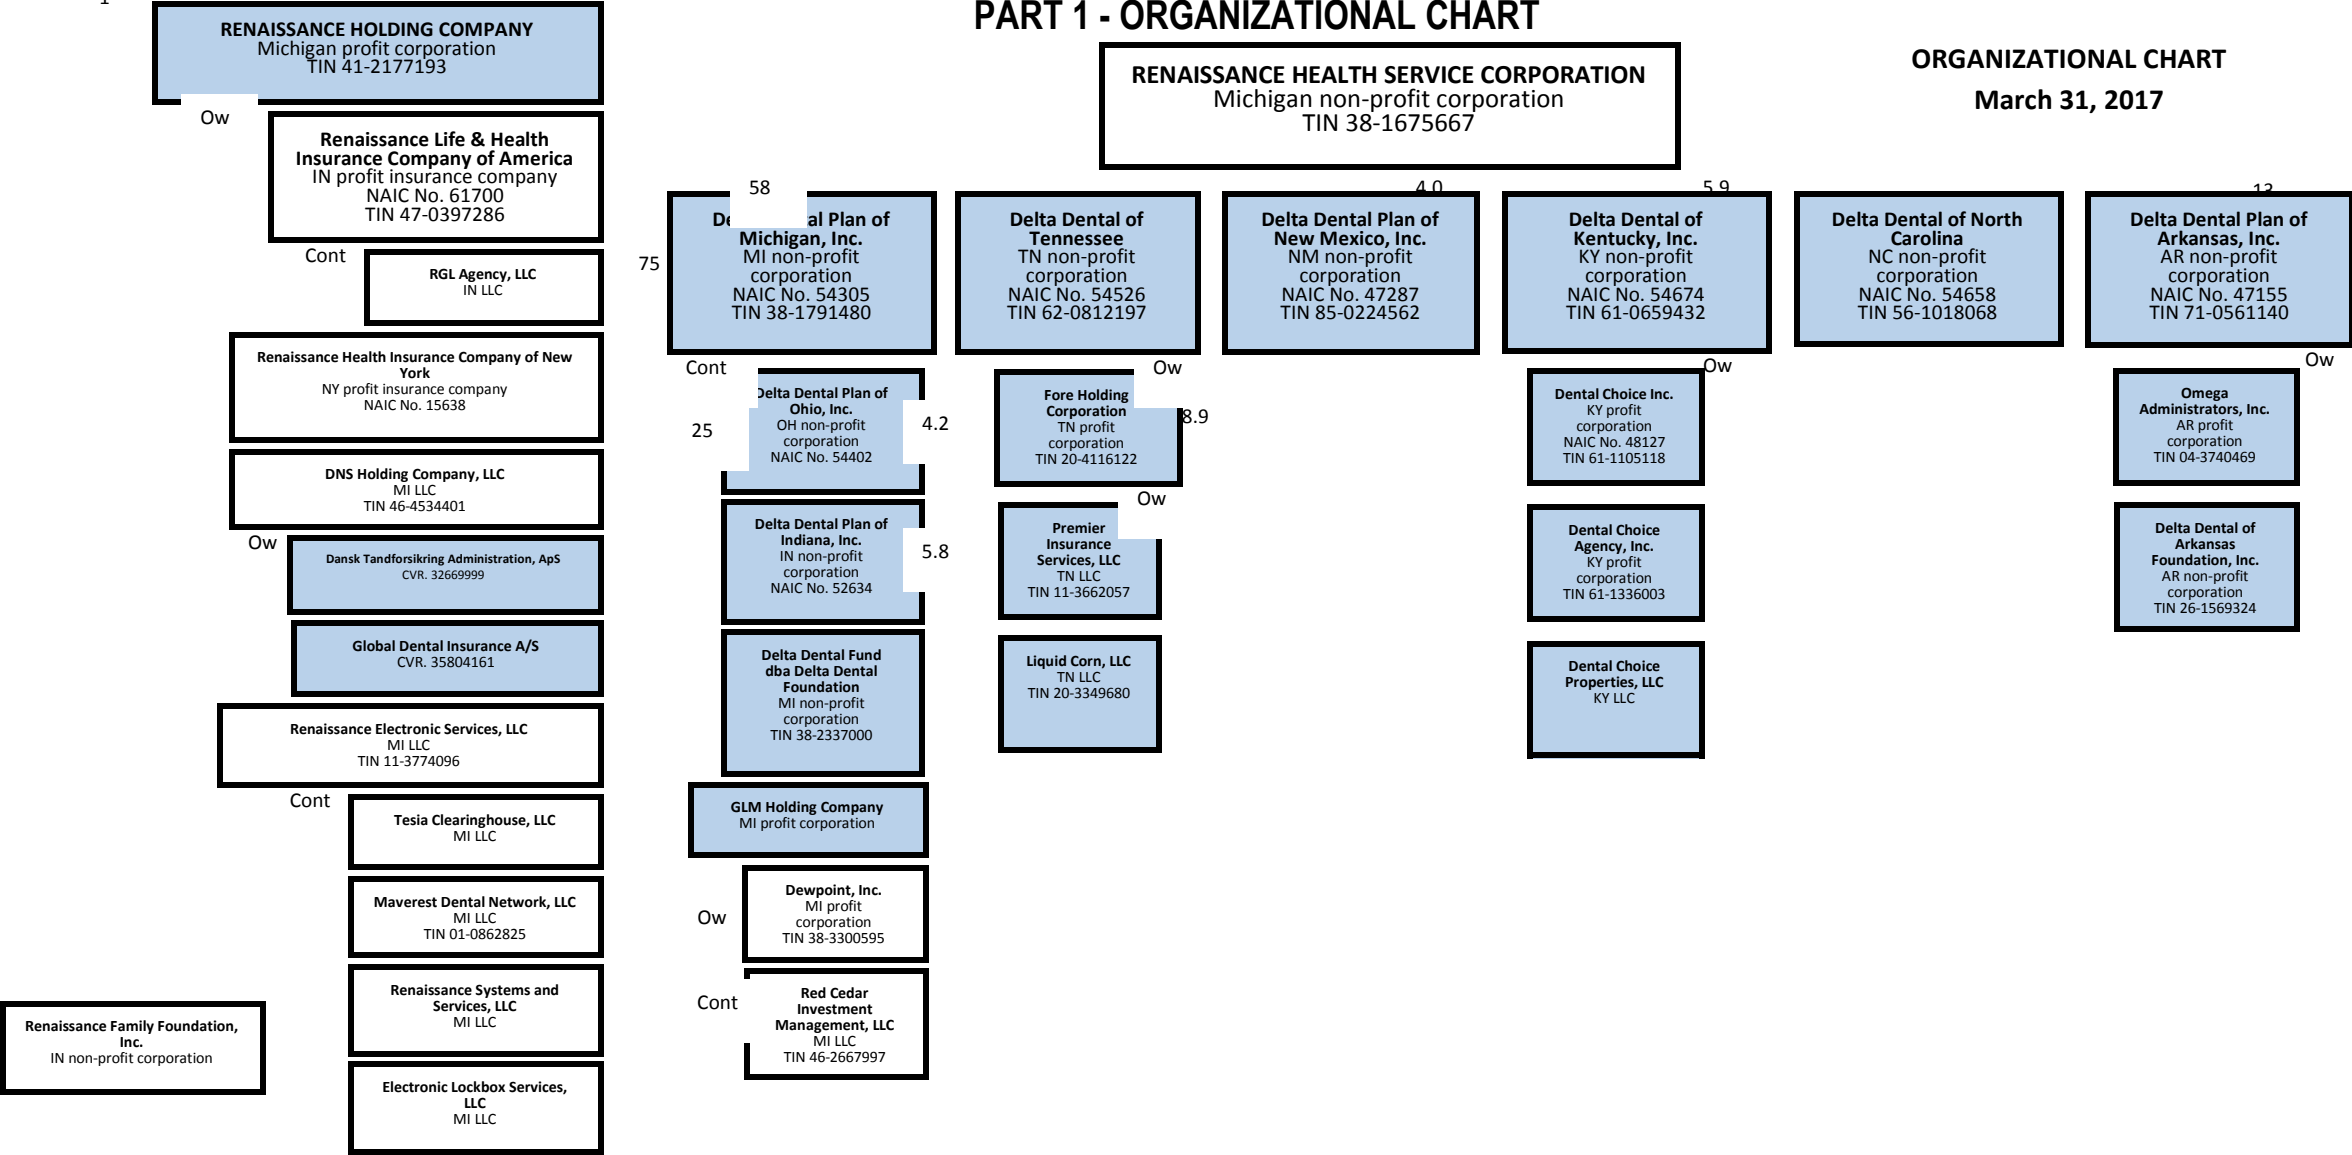 PART 1 - ORGANIZATIONAL CHART
ORGANIZATIONAL CHART
March 31, 2017
RENAISSANCE HOLDING COMPANY
Michigan profit corporation
TIN 41-2177193
Ow
Renaissance Life & Health
Insurance Company of America
IN profit insurance company
NAIC No. 61700
TIN 47-0397286
Cont
RGL Agency, LLC
IN LLC
Renaissance Health Insurance Company of New
York
NY profit insurance company
NAIC No. 15638
DNS Holding Company, LLC
MI LLC
TIN 46-4534401
Ow
Dansk Tandforsikring Administration, ApS
CVR. 32669999
Global Dental Insurance A/S
CVR. 35804161
Renaissance Electronic Services, LLC
MI LLC
TIN 11-3774096
Cont
Tesia Clearinghouse, LLC
MI LLC
Maverest Dental Network, LLC
MI LLC
TIN 01-0862825
Renaissance Systems and
Services, LLC
MI LLC
Electronic Lockbox Services,
LLC
MI LLC
Renaissance Family Foundation,
Inc.
IN non-profit corporation
RENAISSANCE HEALTH SERVICE CORPORATION
Michigan non-profit corporation
TIN 38-1675667
58
75
al Plan of
Michigan, Inc.
MI non-profit
corporation
NAIC No. 54305
TIN 38-1791480
Cont
25
Delta Dental Plan of
Ohio, Inc.
OH non-profit
corporation
NAIC No. 54402
4.2
Delta Dental Plan of
Indiana, Inc.
IN non-profit
corporation
NAIC No. 52634
5.8
Delta Dental Fund
dba Delta Dental
Foundation
MI non-profit
corporation
TIN 38-2337000
GLM Holding Company
MI profit corporation
Ow
Dewpoint, Inc.
MI profit
corporation
TIN 38-3300595
Cont
Red Cedar
Investment
Management, LLC
MI LLC
TIN 46-2667997
Delta Dental of
Tennessee
TN non-profit
corporation
NAIC No. 54526
TIN 62-0812197
Ow
Fore Holding
Corporation
TN profit
corporation
TIN 20-4116122
8.9
Ow
Premier
Insurance
Services, LLC
TN LLC
TIN 11-3662057
Liquid Corn, LLC
TN LLC
TIN 20-3349680
4.0
Delta Dental Plan of
New Mexico, Inc.
NM non-profit
corporation
NAIC No. 47287
TIN 85-0224562
5.9
Delta Dental of
Kentucky, Inc.
KY non-profit
corporation
NAIC No. 54674
TIN 61-0659432
Ow
Dental Choice Inc.
KY profit
corporation
NAIC No. 48127
TIN 61-1105118
Dental Choice
Agency, Inc.
KY profit
corporation
TIN 61-1336003
Dental Choice
Properties, LLC
KY LLC
Delta Dental of North
Carolina
NC non-profit
corporation
NAIC No. 54658
TIN 56-1018068
Delta Dental Plan of
Arkansas, Inc.
AR non-profit
corporation
NAIC No. 47155
TIN 71-0561140
Ow
Omega
Administrators, Inc.
AR profit
corporation
TIN 04-3740469
Delta Dental of
Arkansas
Foundation, Inc.
AR non-profit
corporation
TIN 26-1569324